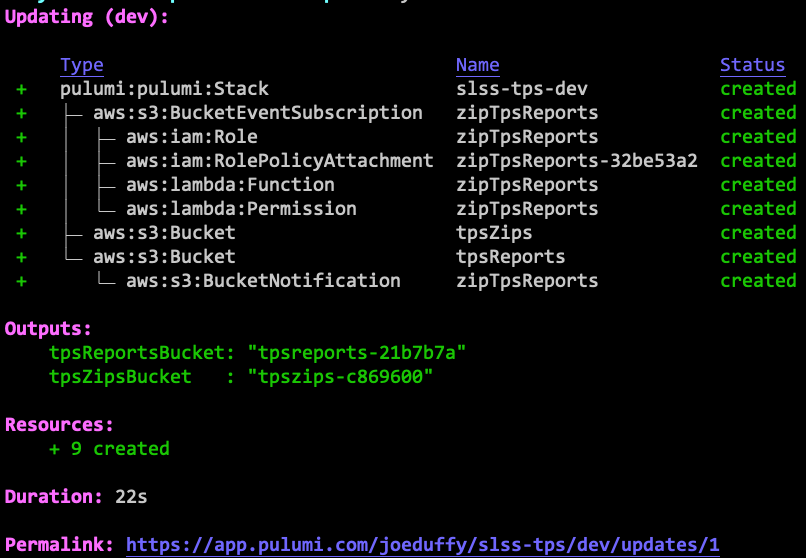 Updating (dev):
Type Name Status
+ pulumi:pulumi:Stack slss-tps-dev created
+ ├─ aws:s3:BucketEventSubscription zipTpsReports created
+ │ ├─ aws:iam:Role zipTpsReports created
+ │ ├─ aws:iam:RolePolicyAttachment zipTpsReports-32be53a2 created
+ │ ├─ aws:lambda:Function zipTpsReports created
+ │ └─ aws:lambda:Permission zipTpsReports created
+ ├─ aws:s3:Bucket tpsZips created
+ └─ aws:s3:Bucket tpsReports created
+ └─ aws:s3:BucketNotification zipTpsReports created
Outputs:
tpsReportsBucket: "tpsreports-21b7b7a"
tpsZipsBucket : "tpszips-c869600"
Resources:
+ 9 created
Duration: 22s
Permalink: https://app.pulumi.com/joeduffy/slss-tps/dev/updates/1